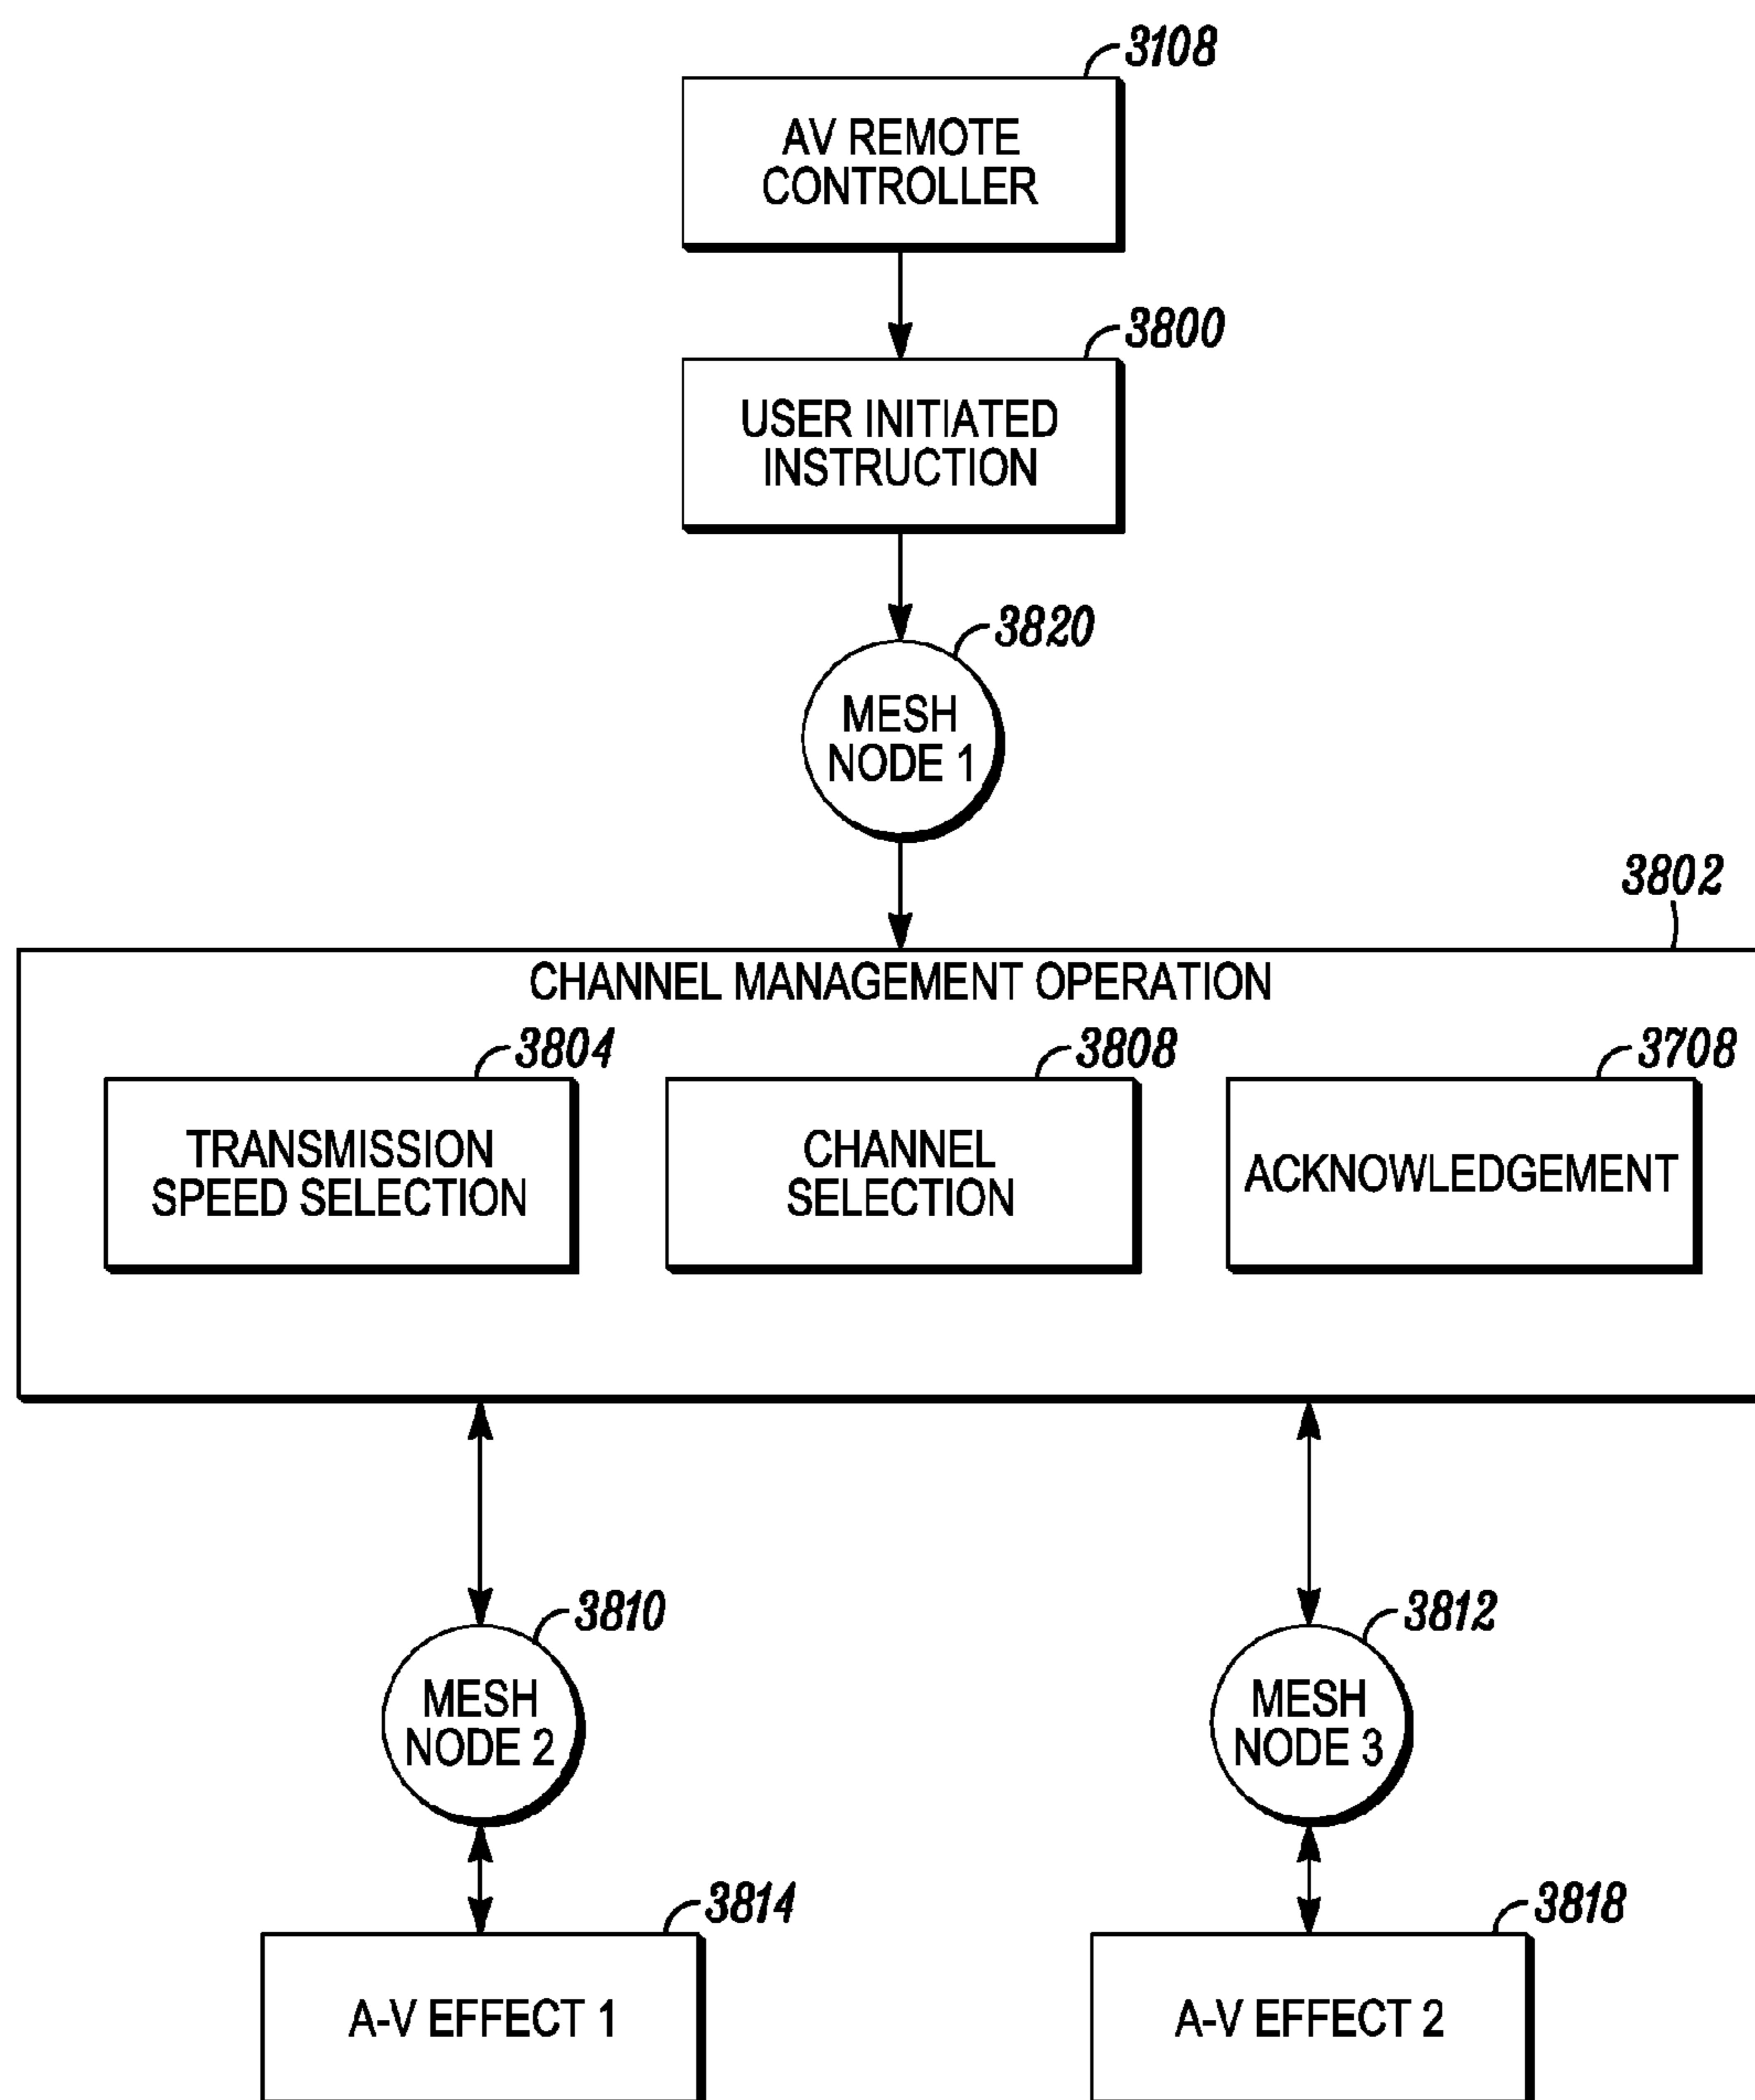 3108
AV REMOTE
CONTROLLER
3800
USER INITIATED
INSTRUCTION
3820
MESH
NODE 1
3802
CHANNEL MANAGEMENT OPERATION
3804
TRANSMISSION
SPEED SELECTION
3808
CHANNEL
SELECTION
3708
ACKNOWLEDGEMENT
3810
MESH
NODE 2
3812
MESH
NODE 3
3814
A-V EFFECT 1
3818
A-V EFFECT 2